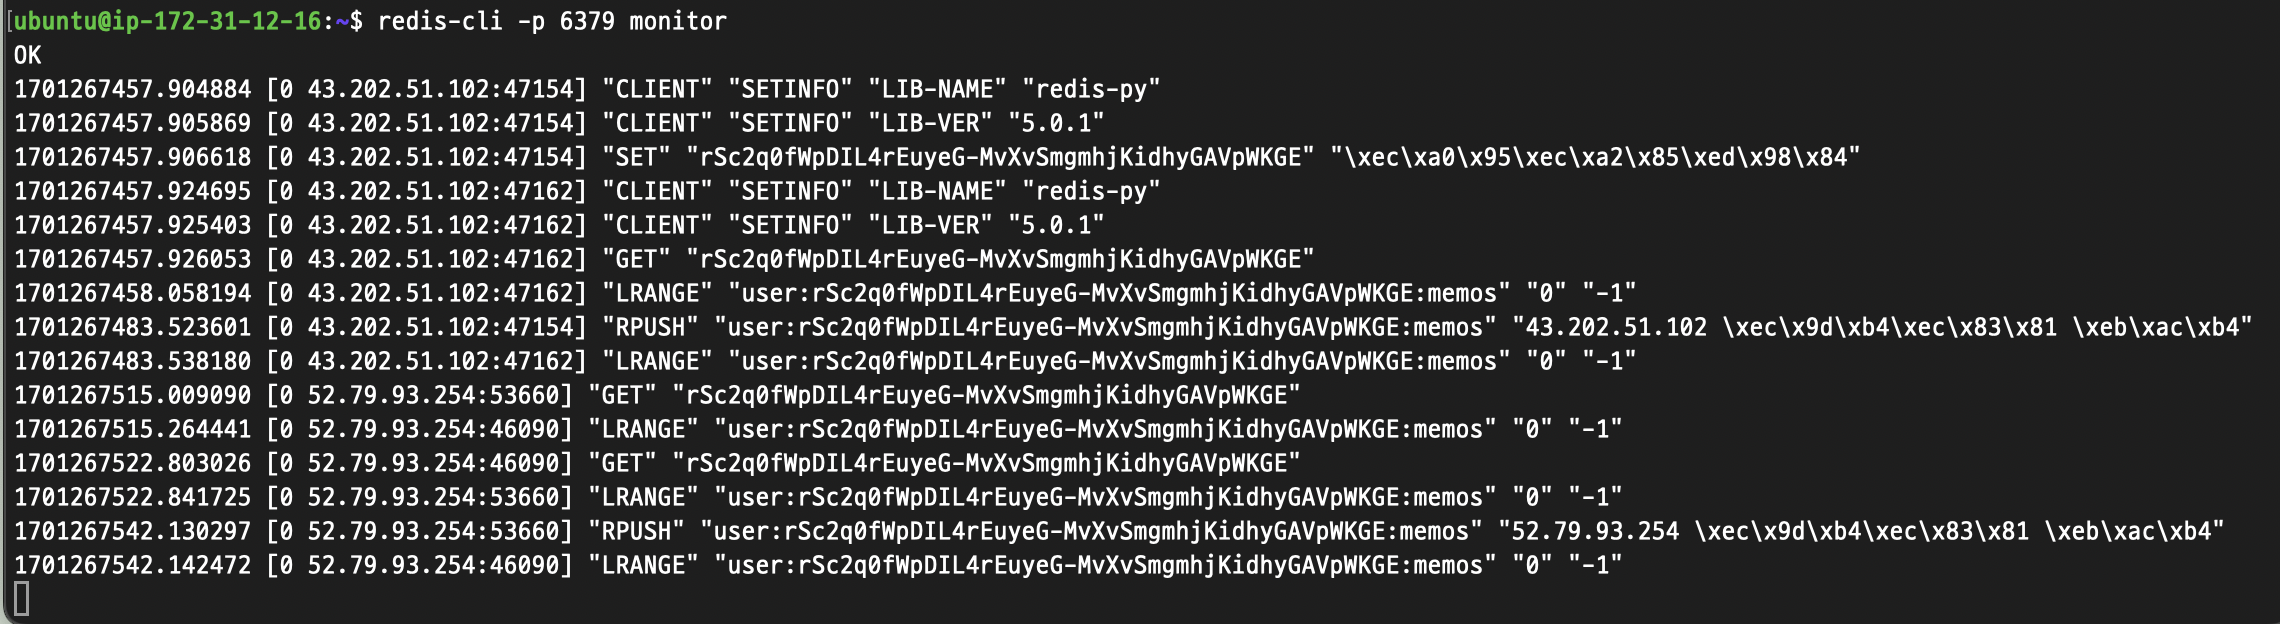 [ubuntu@ip-172-31-12-16:~$ redis-cli -p 6379 monitor
OK
1701267457.904884 [0 43.202.51.102:47154] "CLIENT" "SETINFO" "LIB-NAME" "redis-py"
1701267457.905869 [0 43.202.51.102:47154] "CLIENT" "SETINFO" "LIB-VER" "5.0.1"
1701267457.906618 [0 43.202.51.102:47154] "SET" "rSc2q0fWpDIL4rEuyeG-MvXvSmgmhjKidhyGAVpWKGE" "\xec\xa0\x95\xec\xa2\x85\xed\x98\x84"
1701267457.924695 [0 43.202.51.102:47162] "CLIENT" "SETINFO" "LIB-NAME" "redis-py"
1701267457.925403 [0 43.202.51.102:47162] "CLIENT" "SETINFO" "LIB-VER" "5.0.1"
1701267457.926053 [0 43.202.51.102:47162] "GET" "rSc2q0fWpDIL4rEuyeG-MvXvSmgmhjKidhyGAVpWKGE"
1701267458.058194 [0 43.202.51.102:47162] "LRANGE" "user:rSc2q0fWpDIL4rEuyeG-MvXvSmgmhjKidhyGAVpWKGE:memos" "0" "-1"
1701267483.523601 [0 43.202.51.102:47154] "RPUSH" "user:rSc2q0fWpDIL4rEuyeG-MvXvSmgmhjKidhyGAVpWKGE:memos" "43.202.51.102 \xec\x9d\xb4\xec\x83\x81 \xeb\xac\xb4"
1701267483.538180 [0 43.202.51.102:47162] "LRANGE" "user:rSc2q0fWpDIL4rEuyeG-MvXvSmgmhjKidhyGAVpWKGE:memos" "0" "-1"
1701267515.009090 [0 52.79.93.254:53660] "GET" "rSc2q0fWpDIL4rEuyeG-MvXvSmgmhjKidhyGAVpWKGE"
1701267515.264441 [0 52.79.93.254:46090] "LRANGE" "user:rSc2q0fWpDIL4rEuyeG-MvXvSmgmhjKidhyGAVpWKGE:memos" "0" "-1"
1701267522.803026 [0 52.79.93.254:46090] "GET" "rSc2q0fWpDIL4rEuyeG-MvXvSmgmhjKidhyGAVpWKGE"
1701267522.841725 [0 52.79.93.254:53660] "LRANGE" "user:rSc2q0fWpDIL4rEuyeG-MvXvSmgmhjKidhyGAVpWKGE:memos" "0" "-1"
1701267542.130297 [0 52.79.93.254:53660] "RPUSH" "user:rSc2q0fWpDIL4rEuyeG-MvXvSmgmhjKidhyGAVpWKGE:memos" "52.79.93.254 \xec\x9d\xb4\xec\x83\x81 \xeb\xac\xb4"
1701267542.142472 [0 52.79.93.254:46090] "LRANGE" "user:rSc2q0fWpDIL4rEuyeG-MvXvSmgmhjKidhyGAVpWKGE:memos" "0" "-1"